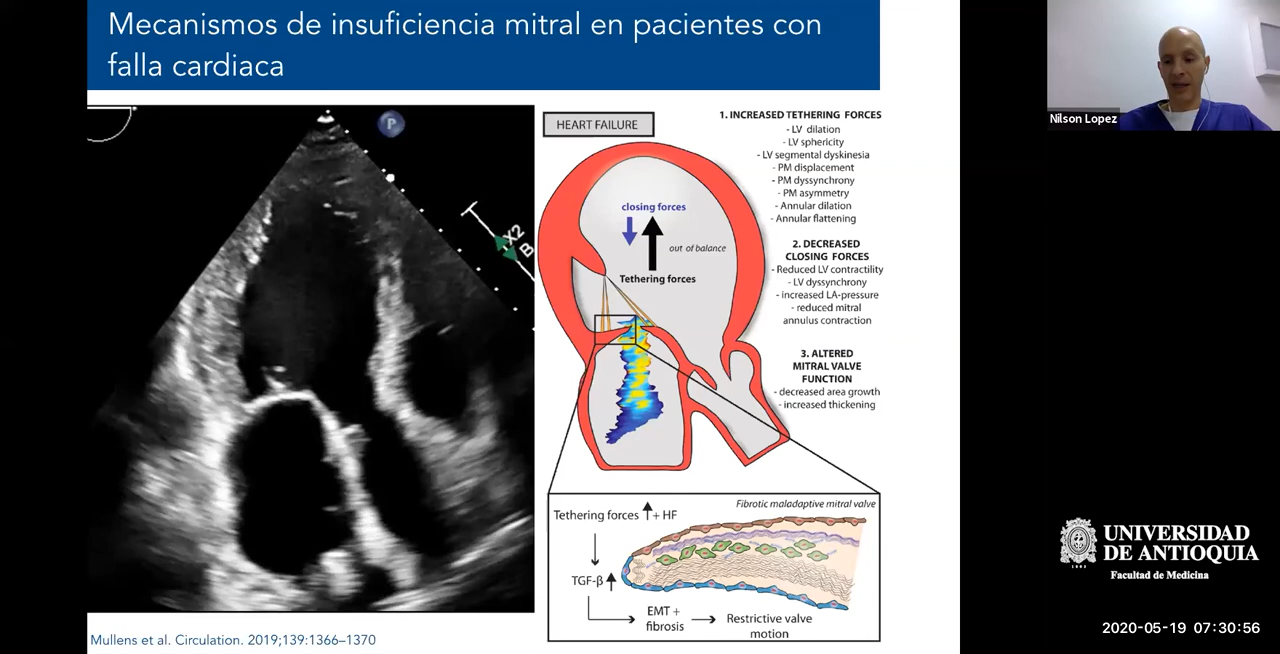 Mecanismos de insuficiencia mitral en pacientes con
falla cardiaca
P
X2
B
HEART FAILURE
closing forces
out of balance
Tethering forces
1. INCREASED TETHERING FORCES
- LV dilation
- LV sphericity
- LV segmental dyskinesia
- PM displacement
- PM dyssynchrony
- PM asymmetry
- Annular dilation
- Annular flattening
2. DECREASED
CLOSING FORCES
- Reduced LV contractility
- LV dyssynchrony
- increased LA-pressure
- reduced mitral
annulus contraction
3. ALTERED
MITRAL VALVE
FUNCTION
- decreased area growth
- increased thickening
Fibrotic maladaptive mitral valve
Tethering forces + HF
TGF-β
EMT +
fibrosis
Restrictive valve
motion
Mullens et al. Circulation. 2019;139:1366–1370
Nilson Lopez
UNIVERSIDAD
DE ANTIOQUIA
1803
Facultad de Medicina
2020-05-19 07:30:56